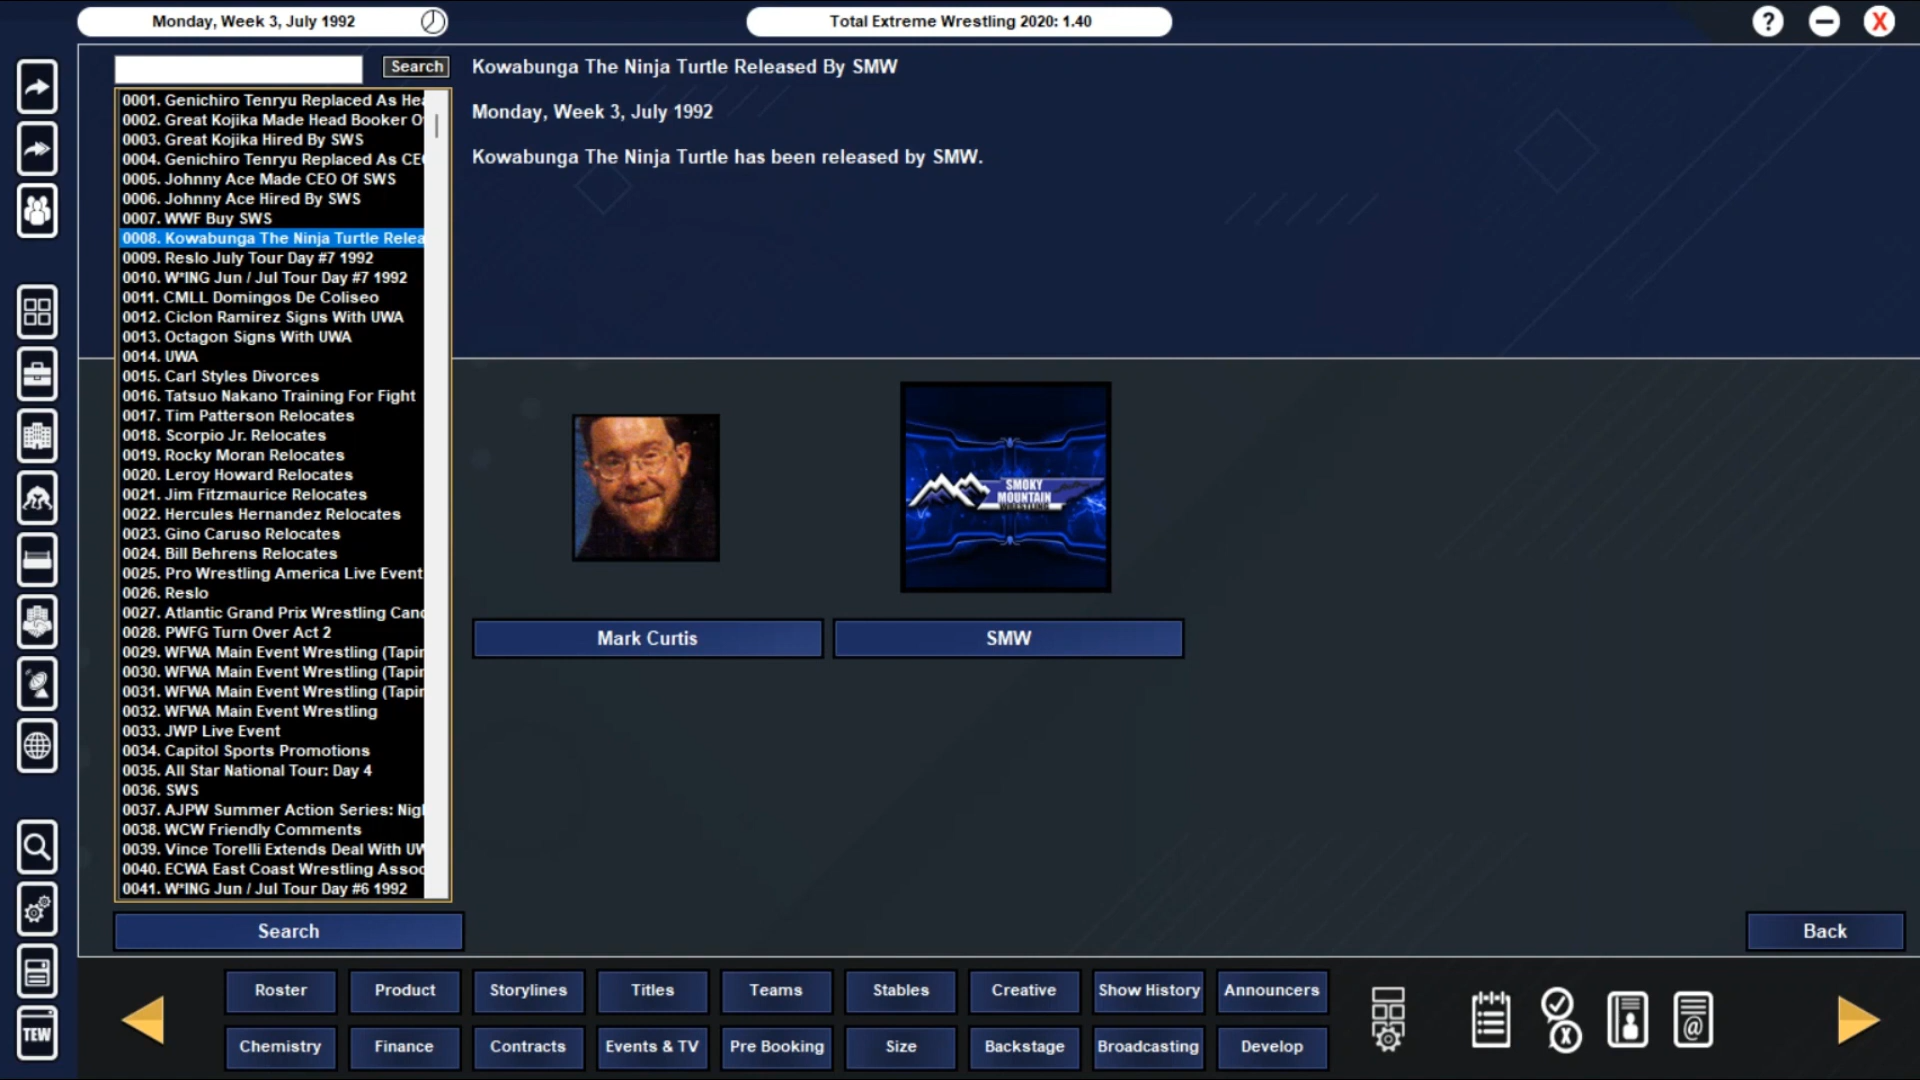 Monday, Week 3, July 1992
Total Extreme Wrestling 2020: 1.40
?
X
Search
0001. Genichiro Tenryu Replaced As Hea
0002. Great Kojika Made Head Booker O
0003. Great Kojika Hired By SWS
0004. Genichiro Tenryu Replaced As CE
0005. Johnny Ace Made CEO Of SWS
0006. Johnny Ace Hired By SWS
0007. WWF Buy SWS
0008. Kowabunga The Ninja Turtle Relea
0009. Reslo July Tour Day #7 1992
0010. W*ING Jun / Jul Tour Day #7 1992
0011. CMLL Domingos De Coliseo
0012. Ciclon Ramirez Signs With UWA
0013. Octagon Signs With UWA
0014. UWA
0015. Carl Styles Divorces
0016. Tatsuo Nakano Training For Fight
0017. Tim Patterson Relocates
0018. Scorpio Jr. Relocates
0019. Rocky Moran Relocates
0020. Leroy Howard Relocates
0021. Jim Fitzmaurice Relocates
0022. Hercules Hernandez Relocates
0023. Gino Caruso Relocates
0024. Bill Behrens Relocates
0025. Pro Wrestling America Live Event
0026. Reslo
0027. Atlantic Grand Prix Wrestling Canc
0028. PWFG Turn Over Act 2
0029. WFWA Main Event Wrestling (Tapin
0030. WFWA Main Event Wrestling (Tapin
0031. WFWA Main Event Wrestling (Tapin
0032. WFWA Main Event Wrestling
0033. JWP Live Event
0034. Capitol Sports Promotions
0035. All Star National Tour: Day 4
0036. SWS
0037. AJPW Summer Action Series: Nigl
0038. WCW Friendly Comments
0039. Vince Torelli Extends Deal With UW
0040. ECWA East Coast Wrestling Assoc
0041. W*ING Jun / Jul Tour Day #6 1992
Search
Kowabunga The Ninja Turtle Released By SMW
Monday, Week 3, July 1992
Kowabunga The Ninja Turtle has been released by SMW.
SMOKY
MOUNTAIN
WRESTLING
Mark Curtis
SMW
Back
TEW
Roster
Product
Storylines
Titles
Teams
Stables
Creative
Show History
Announcers
Chemistry
Finance
Contracts
Events & TV
Pre Booking
Size
Backstage
Broadcasting
Develop
X
@